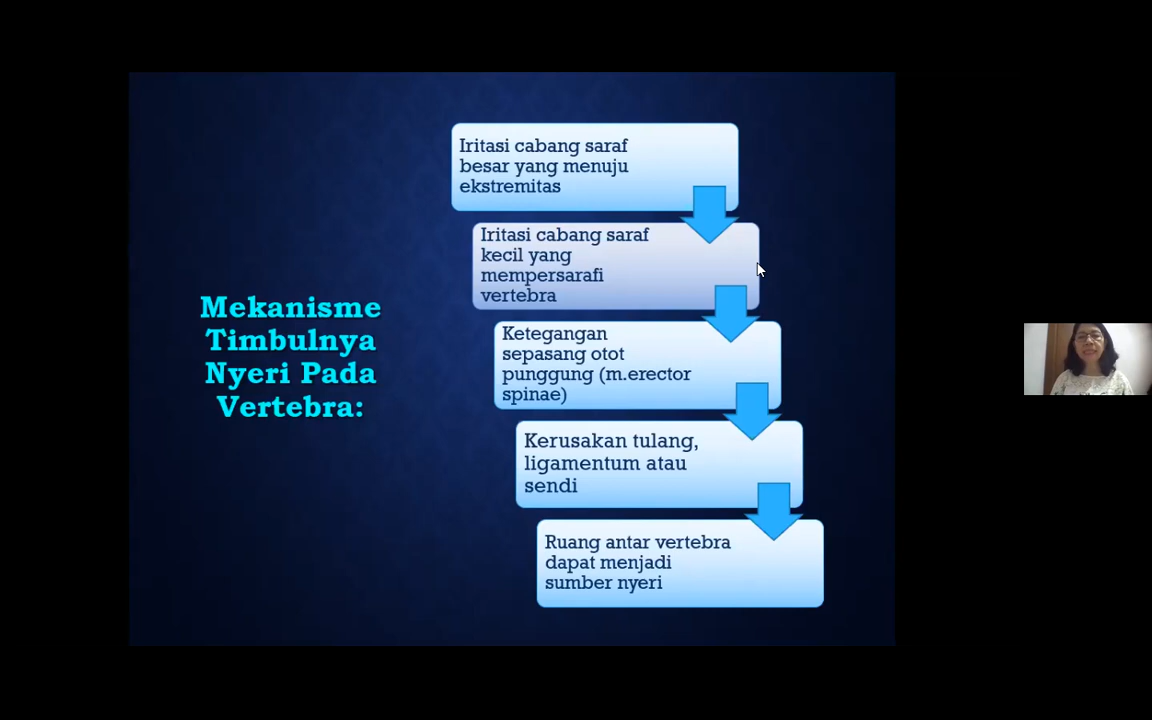 Mekanisme
Timbulnya
Nyeri Pada
Vertebra:
Iritasi cabang saraf
besar yang menuju
ekstremitas
Iritasi cabang saraf
kecil yang
mempersarafi
vertebra
Ketegangan
sepasang otot
punggung (m.erector
spinae)
Kerusakan tulang,
ligamentum atau
sendi
Ruang antar vertebra
dapat menjadi
sumber nyeri